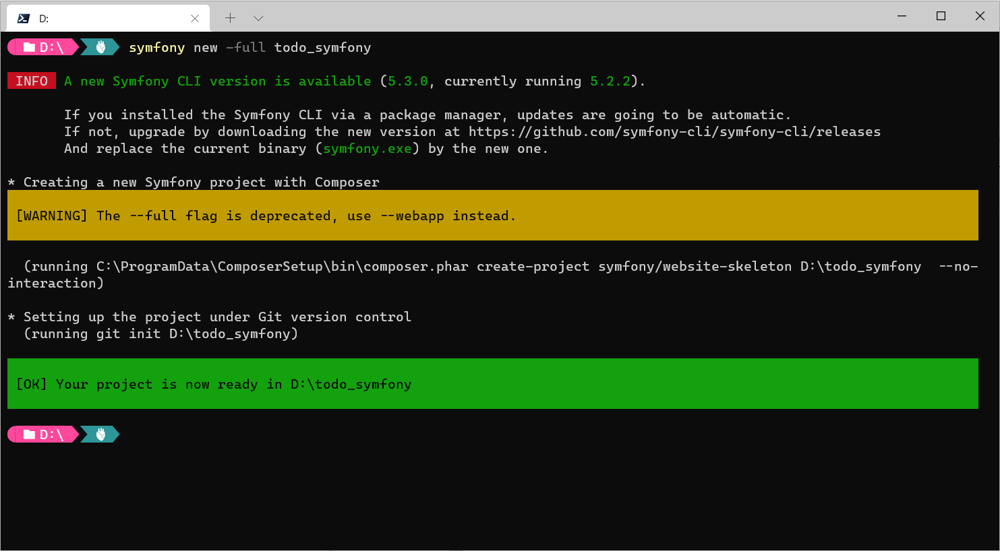 D:
D:\ symfony new -full todo_symfony
INFO A new Symfony CLI version is available (5.3.0, currently running 5.2.2).
If you installed the Symfony CLI via a package manager, updates are going to be automatic.
If not, upgrade by downloading the new version at https://github.com/symfony-cli/symfony-cli/releases
And replace the current binary (symfony.exe) by the new one.
* Creating a new Symfony project with Composer
[WARNING] The --full flag is deprecated, use --webapp instead.
(running C:\ProgramData\ComposerSetup\bin\composer.phar create-project symfony/website-skeleton D:\todo_symfony  --no-
interaction)
* Setting up the project under Git version control
(running git init D:\todo_symfony)
[OK] Your project is now ready in D:\todo_symfony
D:\